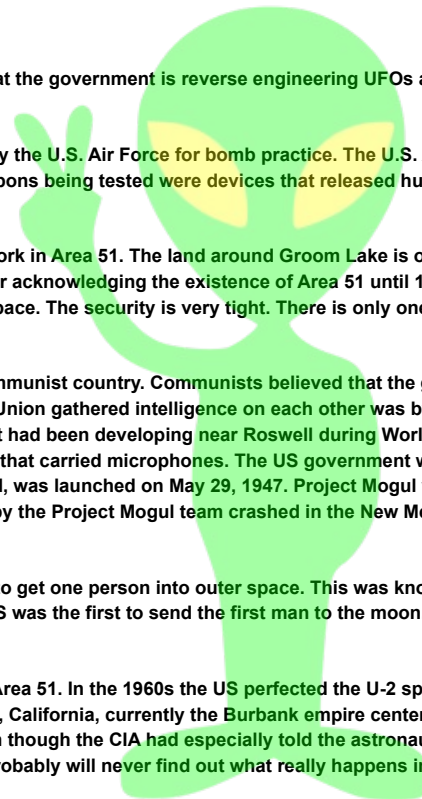 at the government is reverse engineering UFOs a
y the U.S. Air Force for bomb practice. The U.S.
pons being tested were devices that released hu
ork in Area 51. The land around Groom Lake is o
r acknowledging the existence of Area 51 until 1
pace. The security is very tight. There is only one
mmunist country. Communists believed that the g
Union gathered intelligence on each other was b
t had been developing near Roswell during Worl
that carried microphones. The US government w
l, was launched on May 29, 1947. Project Mogul
by the Project Mogul team crashed in the New Me
o get one person into outer space. This was kno
S was the first to send the first man to the moon
Area 51. In the 1960s the US perfected the U-2 sp
, California, currently the Burbank empire center
n though the CIA had especially told the astronau
robably will never find out what really happens in